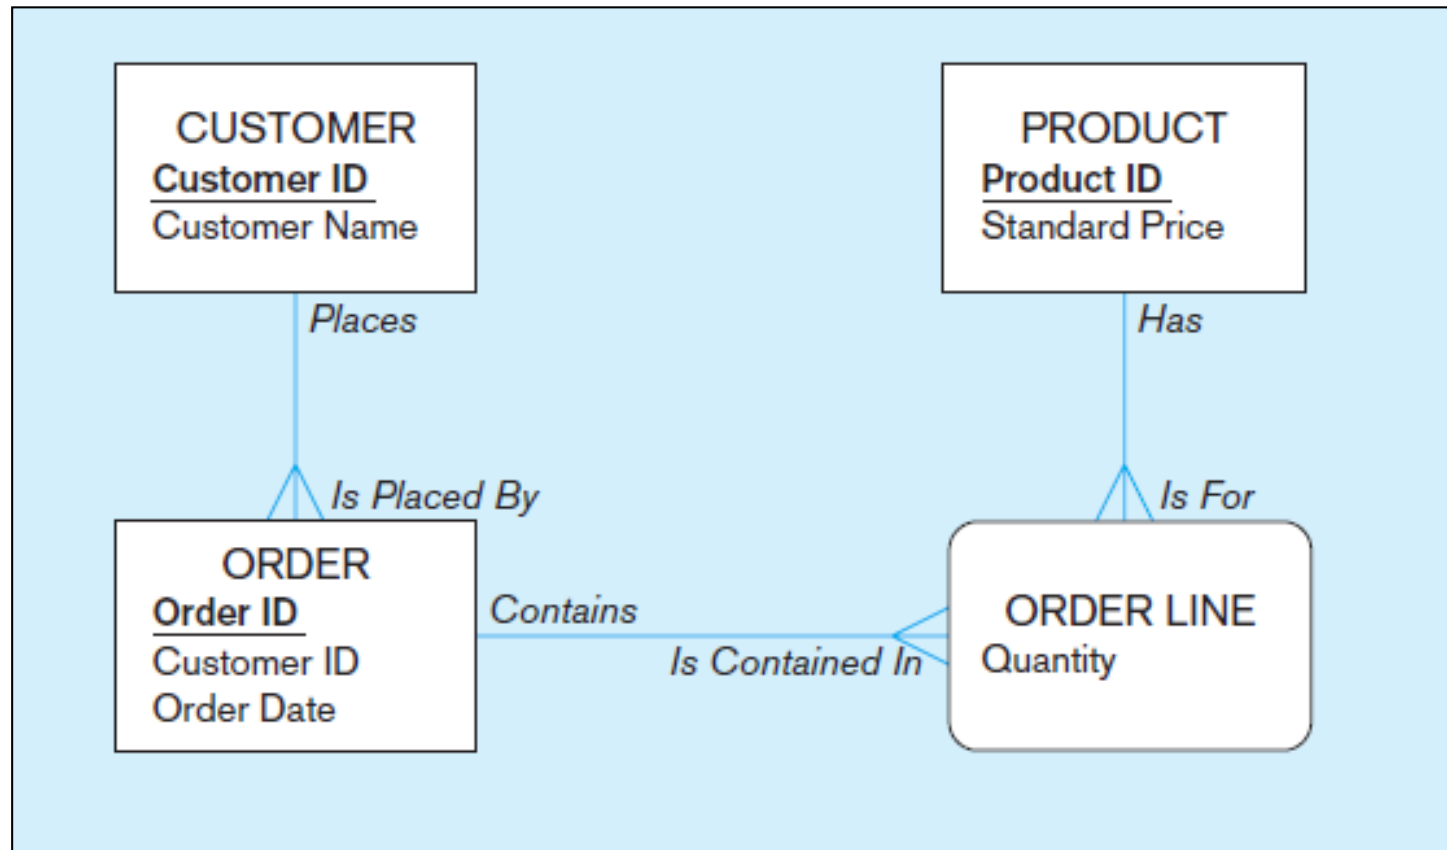 CUSTOMER
Customer ID
Customer Name
Places
Is Placed By
ORDER
Order ID
Customer ID
Order Date
Contains
Is Contained In
PRODUCT
Product ID
Standard Price
Has
Is For
ORDER LINE
Quantity